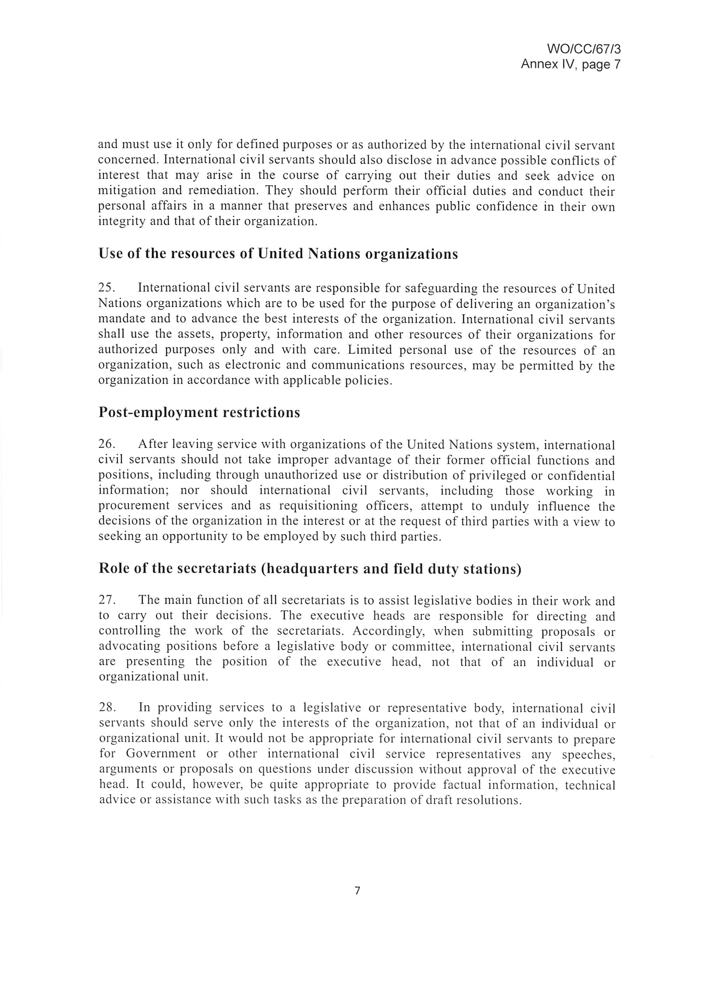 WO/CC/67/3
Annex IV, page 7
and must use it only for defined purposes or as authorized by the international civil servant
concerned. International civil servants should also disclose in advance possible conflicts of
interest that may arise in the course of carrying out their duties and seek advice on
mitigation and remediation. They should perform their official duties and conduct their
personal affairs in a manner that preserves and enhances public confidence in their own
integrity and that of their organization.
Use of the resources of United Nations organizations
25. International civil servants are responsible for safeguarding the resources of United
Nations organizations which are to be used for the purpose of delivering an organization's
mandate and to advance the best interests of the organization. International civil servants
shall use the assets, property, information and other resources of their organizations for
authorized purposes only and with care. Limited personal use of the resources of an
organization, such as electronic and communications resources, may be permitted by the
organization in accordance with applicable policies.
Post-employment restrictions
26. After leaving service with organizations of the United Nations system, international
civil servants should not take improper advantage of their former official functions and
positions, including through unauthorized use or distribution of privileged or confidential
information; nor should international civil servants, including those working in
procurement services and as requisitioning officers, attempt to unduly influence the
decisions of the organization in the interest or at the request of third parties with a view to
seeking an opportunity to be employed by such third parties.
Role of the secretariats (headquarters and field duty stations)
27. The main function of all secretariats is to assist legislative bodies in their work and
to carry out their decisions. The executive heads are responsible for directing and
controlling the work of the secretariats. Accordingly, when submitting proposals or
advocating positions before a legislative body or committee, international civil servants
are presenting the position of the executive head, not that of an individual or
organizational unit.
28. In providing services to a legislative or representative body, international civil
servants should serve only the interests of the organization, not that of an individual or
organizational unit. It would not be appropriate for international civil servants to prepare
for Government or other international civil service representatives any speeches,
arguments or proposals on questions under discussion without approval of the executive
head. It could, however, be quite appropriate to provide factual information, technical
advice or assistance with such tasks as the preparation of draft resolutions.
7